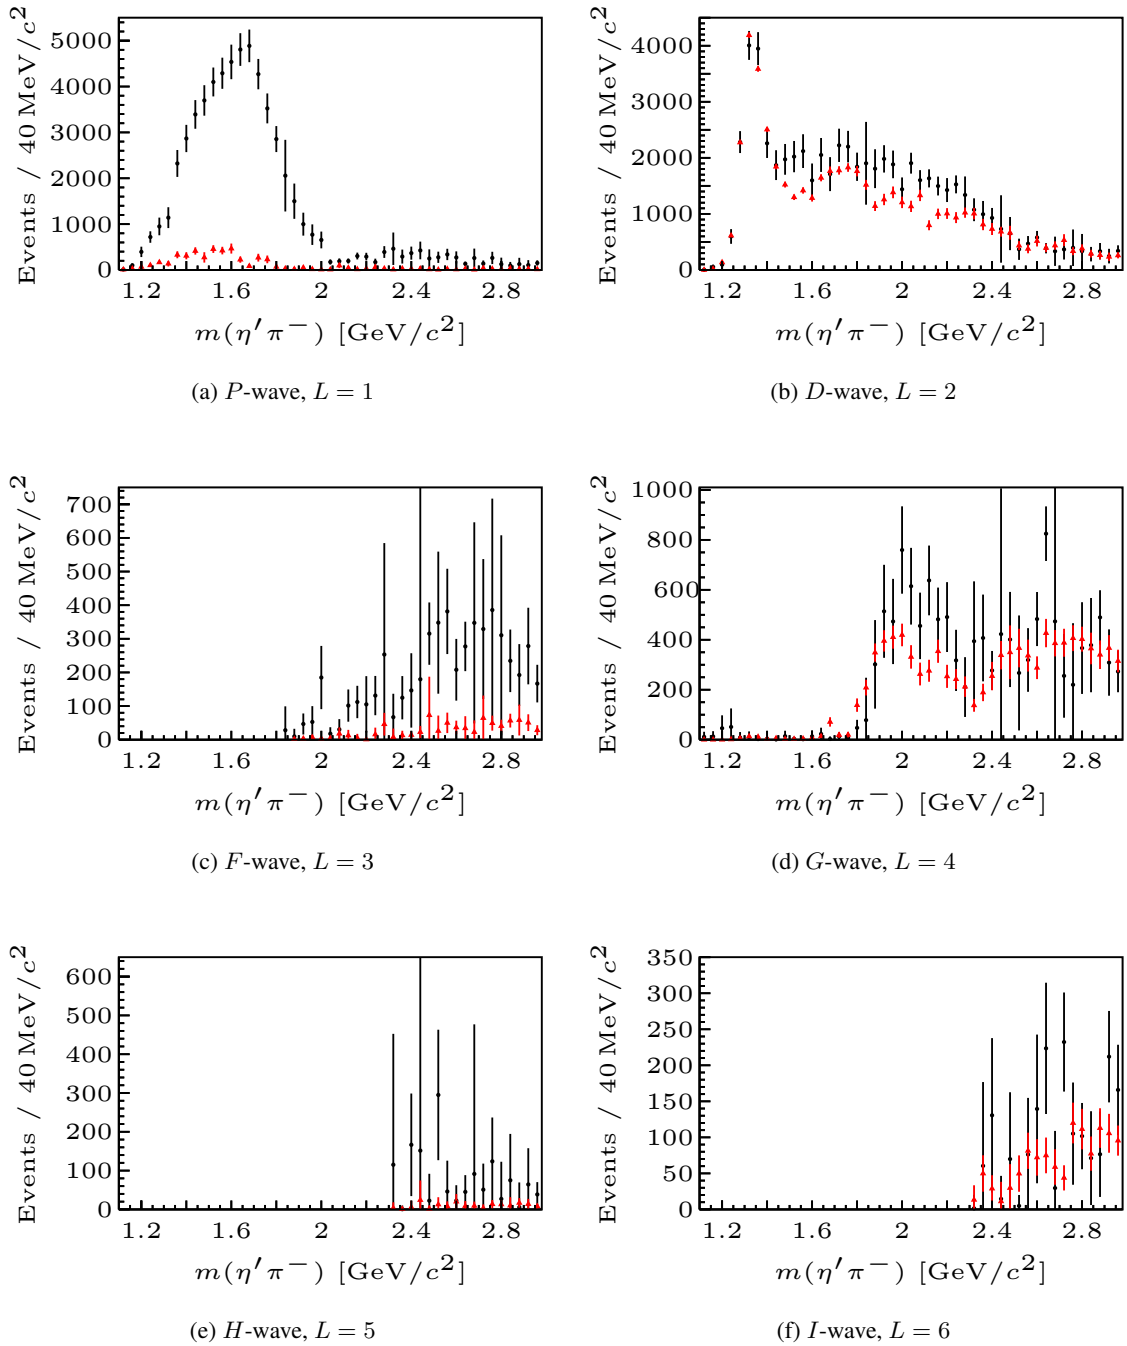 Events / 40 MeV/c²
5000
4000
3000
2000
1000
0
1.2 1.6 2 2.4 2.8
m(η′π⁻) [GeV/c²]
(a) P-wave, L = 1
Events / 40 MeV/c²
4000
3000
2000
1000
0
1.2 1.6 2 2.4 2.8
m(η′π⁻) [GeV/c²]
(b) D-wave, L = 2
Events / 40 MeV/c²
700
600
500
400
300
200
100
0
1.2 1.6 2 2.4 2.8
m(η′π⁻) [GeV/c²]
(c) F-wave, L = 3
Events / 40 MeV/c²
1000
800
600
400
200
0
1.2 1.6 2 2.4 2.8
m(η′π⁻) [GeV/c²]
(d) G-wave, L = 4
Events / 40 MeV/c²
600
500
400
300
200
100
0
1.2 1.6 2 2.4 2.8
m(η′π⁻) [GeV/c²]
(e) H-wave, L = 5
Events / 40 MeV/c²
350
300
250
200
150
100
50
0
1.2 1.6 2 2.4 2.8
m(η′π⁻) [GeV/c²]
(f) I-wave, L = 6